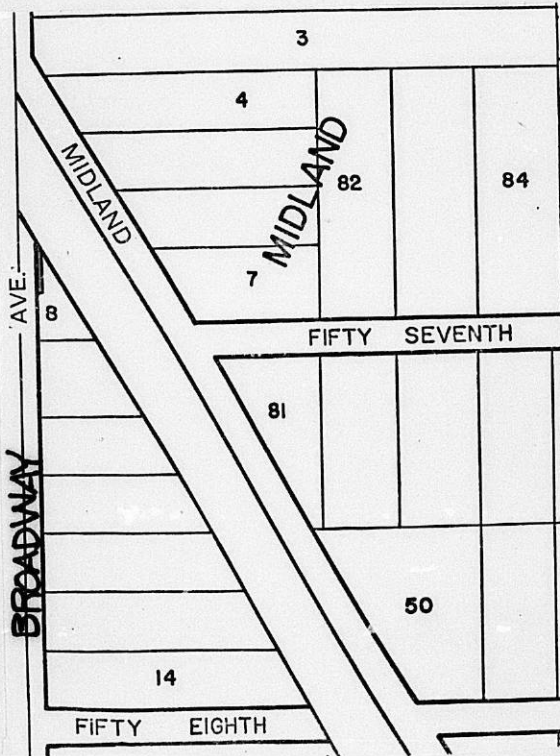 3
4
MIDLAND
MIDLAND
82
84
7
AVE.
8
FIFTY SEVENTH
81
BROADWAY
50
14
FIFTY EIGHTH